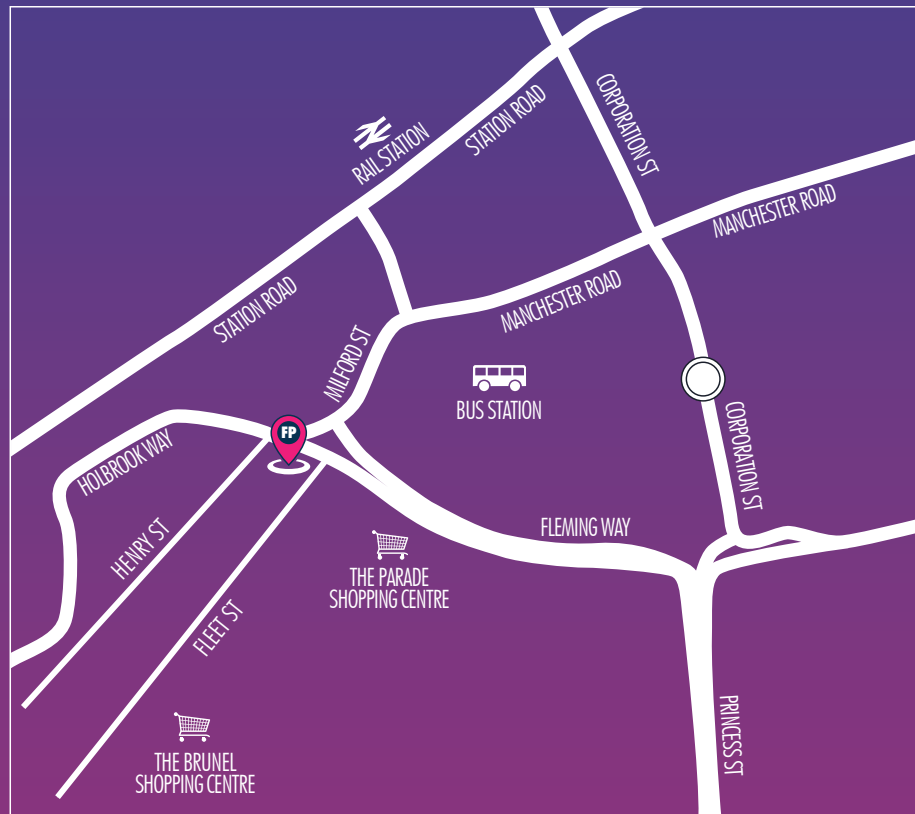 CORPORATION ST
STATION ROAD
RAIL STATION
MANCHESTER ROAD
STATION ROAD
MANCHESTER ROAD
MILFORD ST
BUS STATION
CORPORATION ST
FP
HOLBROOK WAY
HENRY ST
FLEMING WAY
THE PARADE
SHOPPING CENTRE
FLEET ST
PRINCESS ST
THE BRUNEL
SHOPPING CENTRE